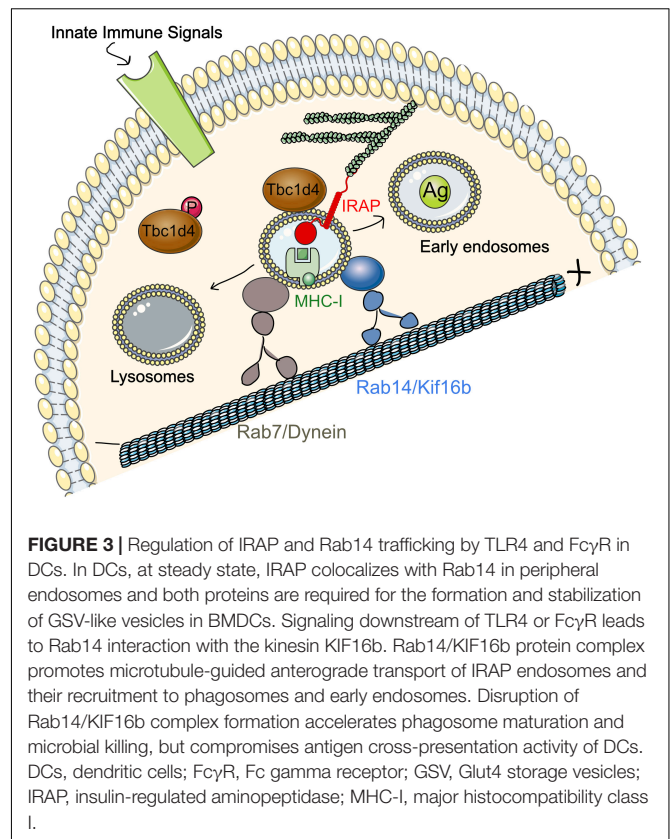 Innate Immune Signals
P
Tbc1d4
Tbc1d4
IRAP
Ag
Early endosomes
MHC-I
Lysosomes
+
Rab14/Kif16b
Rab7/Dynein
—
FIGURE 3 | Regulation of IRAP and Rab14 trafficking by TLR4 and FcγR in
DCs. In DCs, at steady state, IRAP colocalizes with Rab14 in peripheral
endosomes and both proteins are required for the formation and stabilization
of GSV-like vesicles in BMDCs. Signaling downstream of TLR4 or FcγR leads
to Rab14 interaction with the kinesin KIF16b. Rab14/KIF16b protein complex
promotes microtubule-guided anterograde transport of IRAP endosomes and
their recruitment to phagosomes and early endosomes. Disruption of
Rab14/KIF16b complex formation accelerates phagosome maturation and
microbial killing, but compromises antigen cross-presentation activity of DCs.
DCs, dendritic cells; FcγR, Fc gamma receptor; GSV, Glut4 storage vesicles;
IRAP, insulin-regulated aminopeptidase; MHC-I, major histocompatibility class
I.